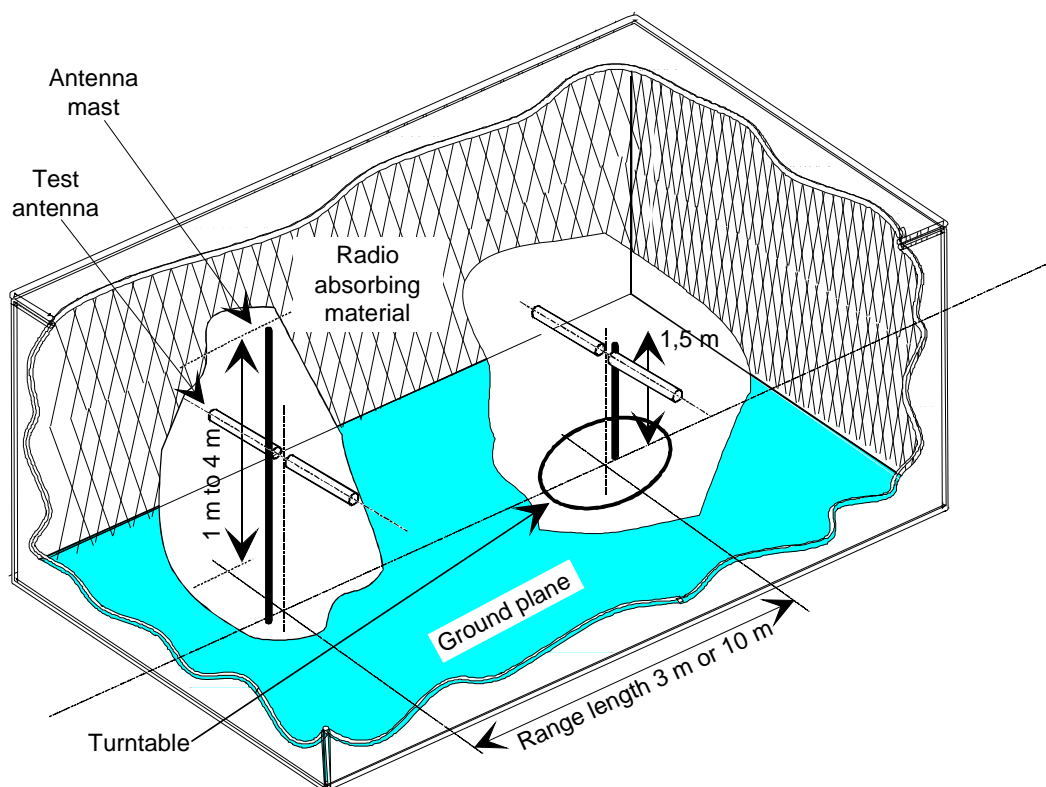 Antenna
mast
Test
antenna
Radio
absorbing
material
1,5 m
1 m to 4 m
Ground plane
Range length 3 m or 10 m
Turntable